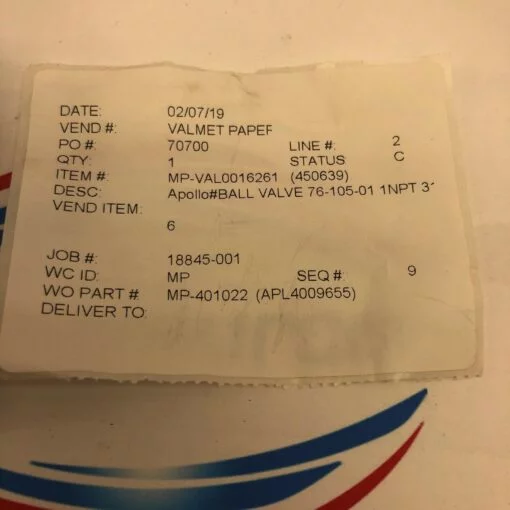 DATE: 02/07/19
VEND #: VALMET PAPER
PO #: 70700 LINE #: 2
QTY: 1 STATUS C
ITEM #: MP-VAL0016261 (450639)
DESC: Apollo#BALL VALVE 76-105-01 1NPT 31
VEND ITEM:
6
JOB #: 18845-001
WC ID: MP SEQ #: 9
WO PART # MP-401022 (APL4009655)
DELIVER TO: